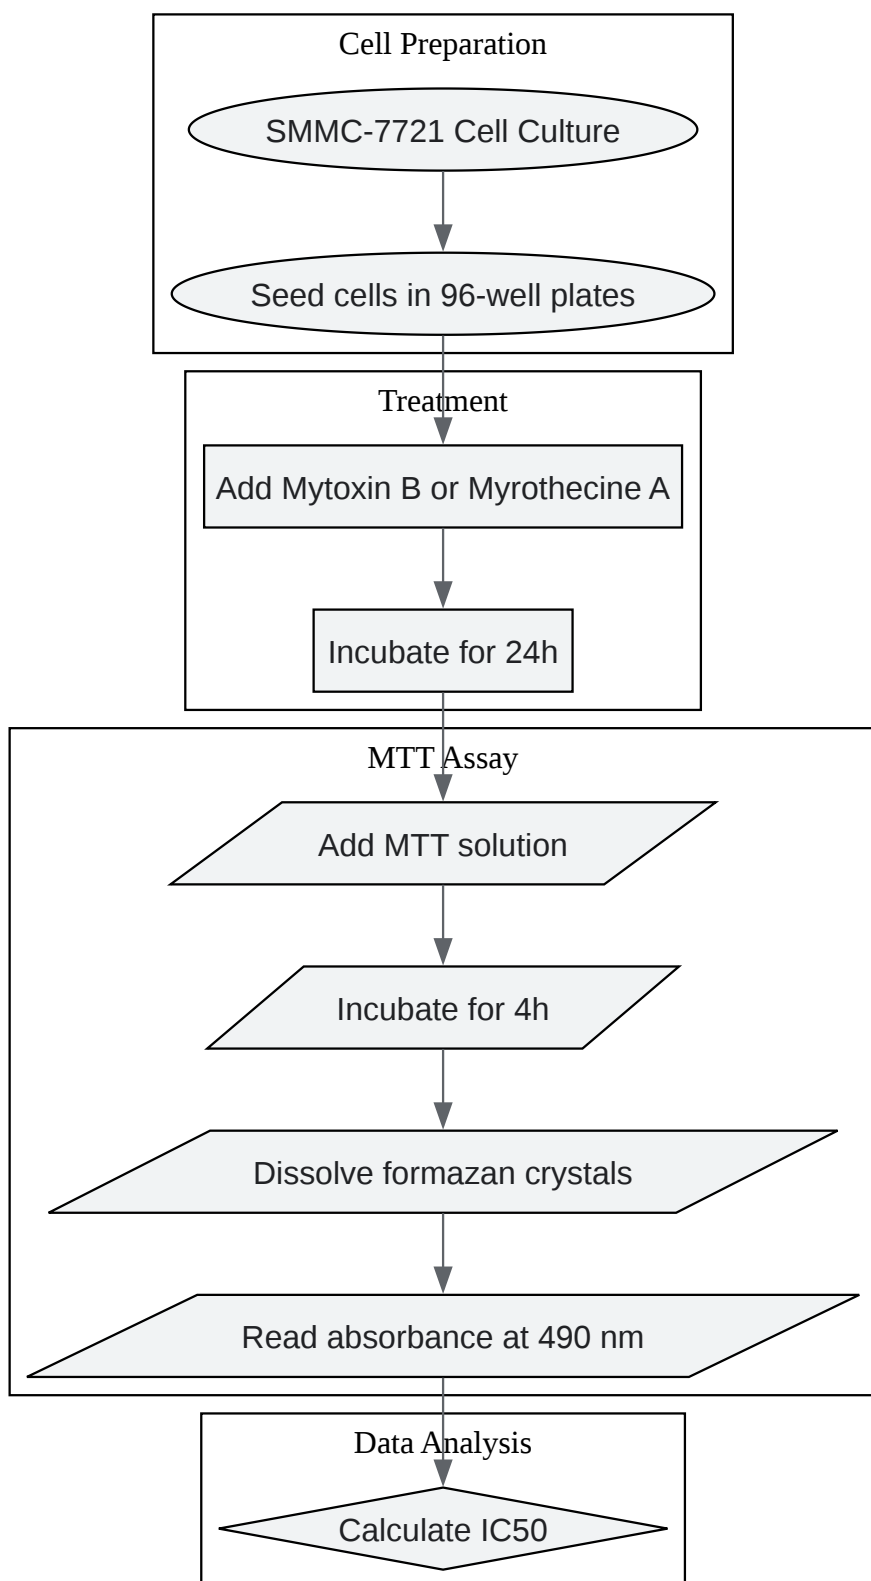 Cell Preparation
SMMC-7721 Cell Culture
Seed cells in 96-well plates
Treatment
Add Mytoxin B or Myrothecine A
Incubate for 24h
MTT Assay
Add MTT solution
Incubate for 4h
Dissolve formazan crystals
Read absorbance at 490 nm
Data Analysis
Calculate IC50